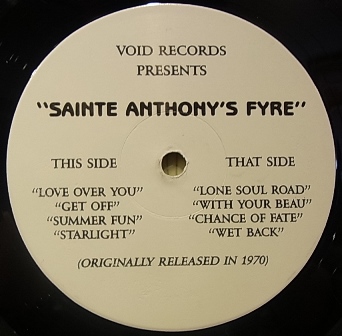 VOID RECORDS
PRESENTS
"SAINTE ANTHONY'S FYRE"
THIS SIDE
"LOVE OVER YOU"
"GET OFF"
"SUMMER FUN"
"STARLIGHT"
THAT SIDE
"LONE SOUL ROAD"
"WITH YOUR BEAU"
"CHANCE OF FATE"
"WET BACK"
(ORIGINALLY RELEASED IN 1970)